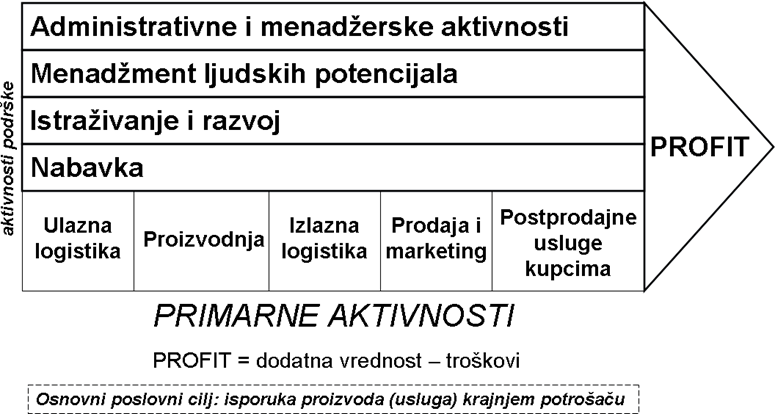 Administrativne i menadžerske aktivnosti
Menadžment ljudskih potencijala
Istraživanje i razvoj
Nabavka
aktivnosti podrške
PROFIT
Ulazna
logistika
Proizvodnja
Izlazna
logistika
Prodaja i
marketing
Postprodajne
usluge
kupcima
PRIMARNE AKTIVNOSTI
PROFIT = dodatna vrednost – troškovi
Osnovni poslovni cilj: isporuka proizvoda (usluga) krajnjem potrošaču